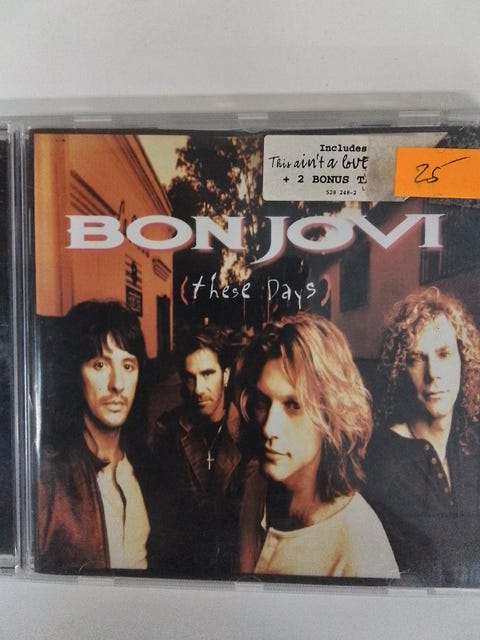 Includes
This ain't a love
+ 2 BONUS T
528 248-2
25
BON JOVI
(these Days)